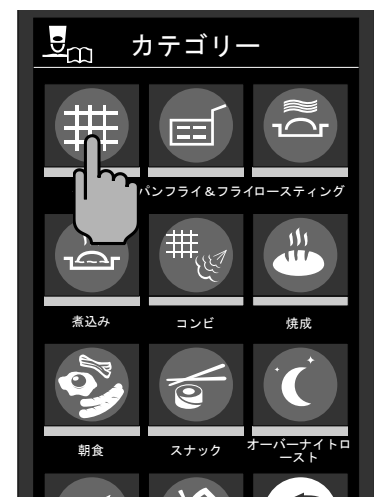 カテゴリー
パンフライ＆フライ
ロースティング
煮込み
コンビ
焼成
朝食
スナック
オーバーナイトロ
ースト